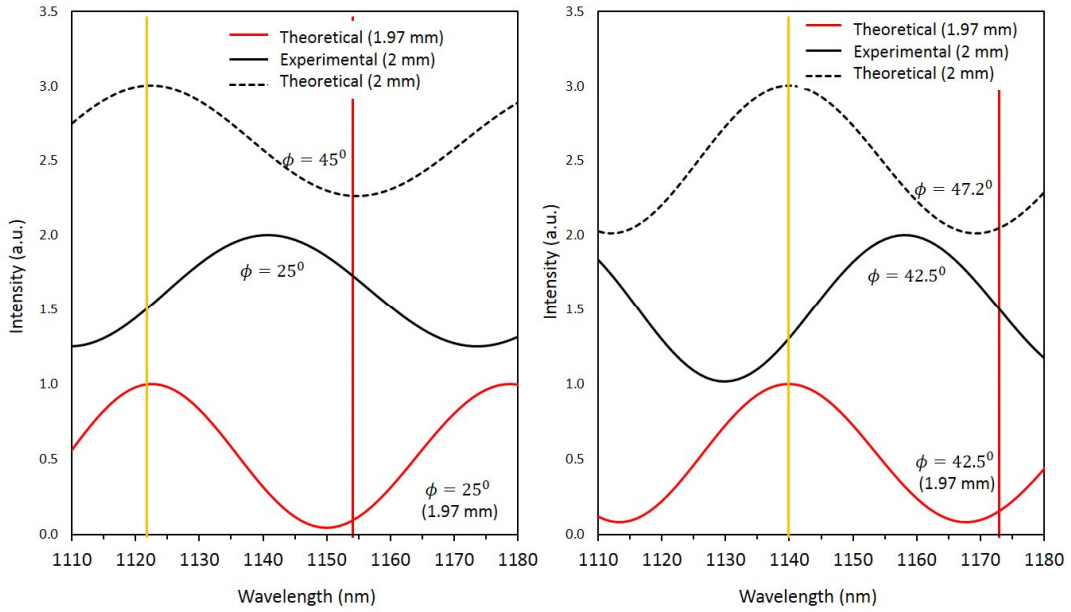 3.5
3.0
2.5
2.0
1.5
1.0
0.5
0.0
Intensity (a.u.)
Theoretical (1.97 mm)
Experimental (2 mm)
Theoretical (2 mm)
ϕ = 45⁰
ϕ = 25⁰
ϕ = 25⁰
(1.97 mm)
1110 1120 1130 1140 1150 1160 1170 1180
Wavelength (nm)
3.5
3.0
2.5
2.0
1.5
1.0
0.5
0.0
Intensity (a.u.)
Theoretical (1.97 mm)
Experimental (2 mm)
Theoretical (2 mm)
ϕ = 47.2⁰
ϕ = 42.5⁰
ϕ = 42.5⁰
(1.97 mm)
1110 1120 1130 1140 1150 1160 1170 1180
Wavelength (nm)